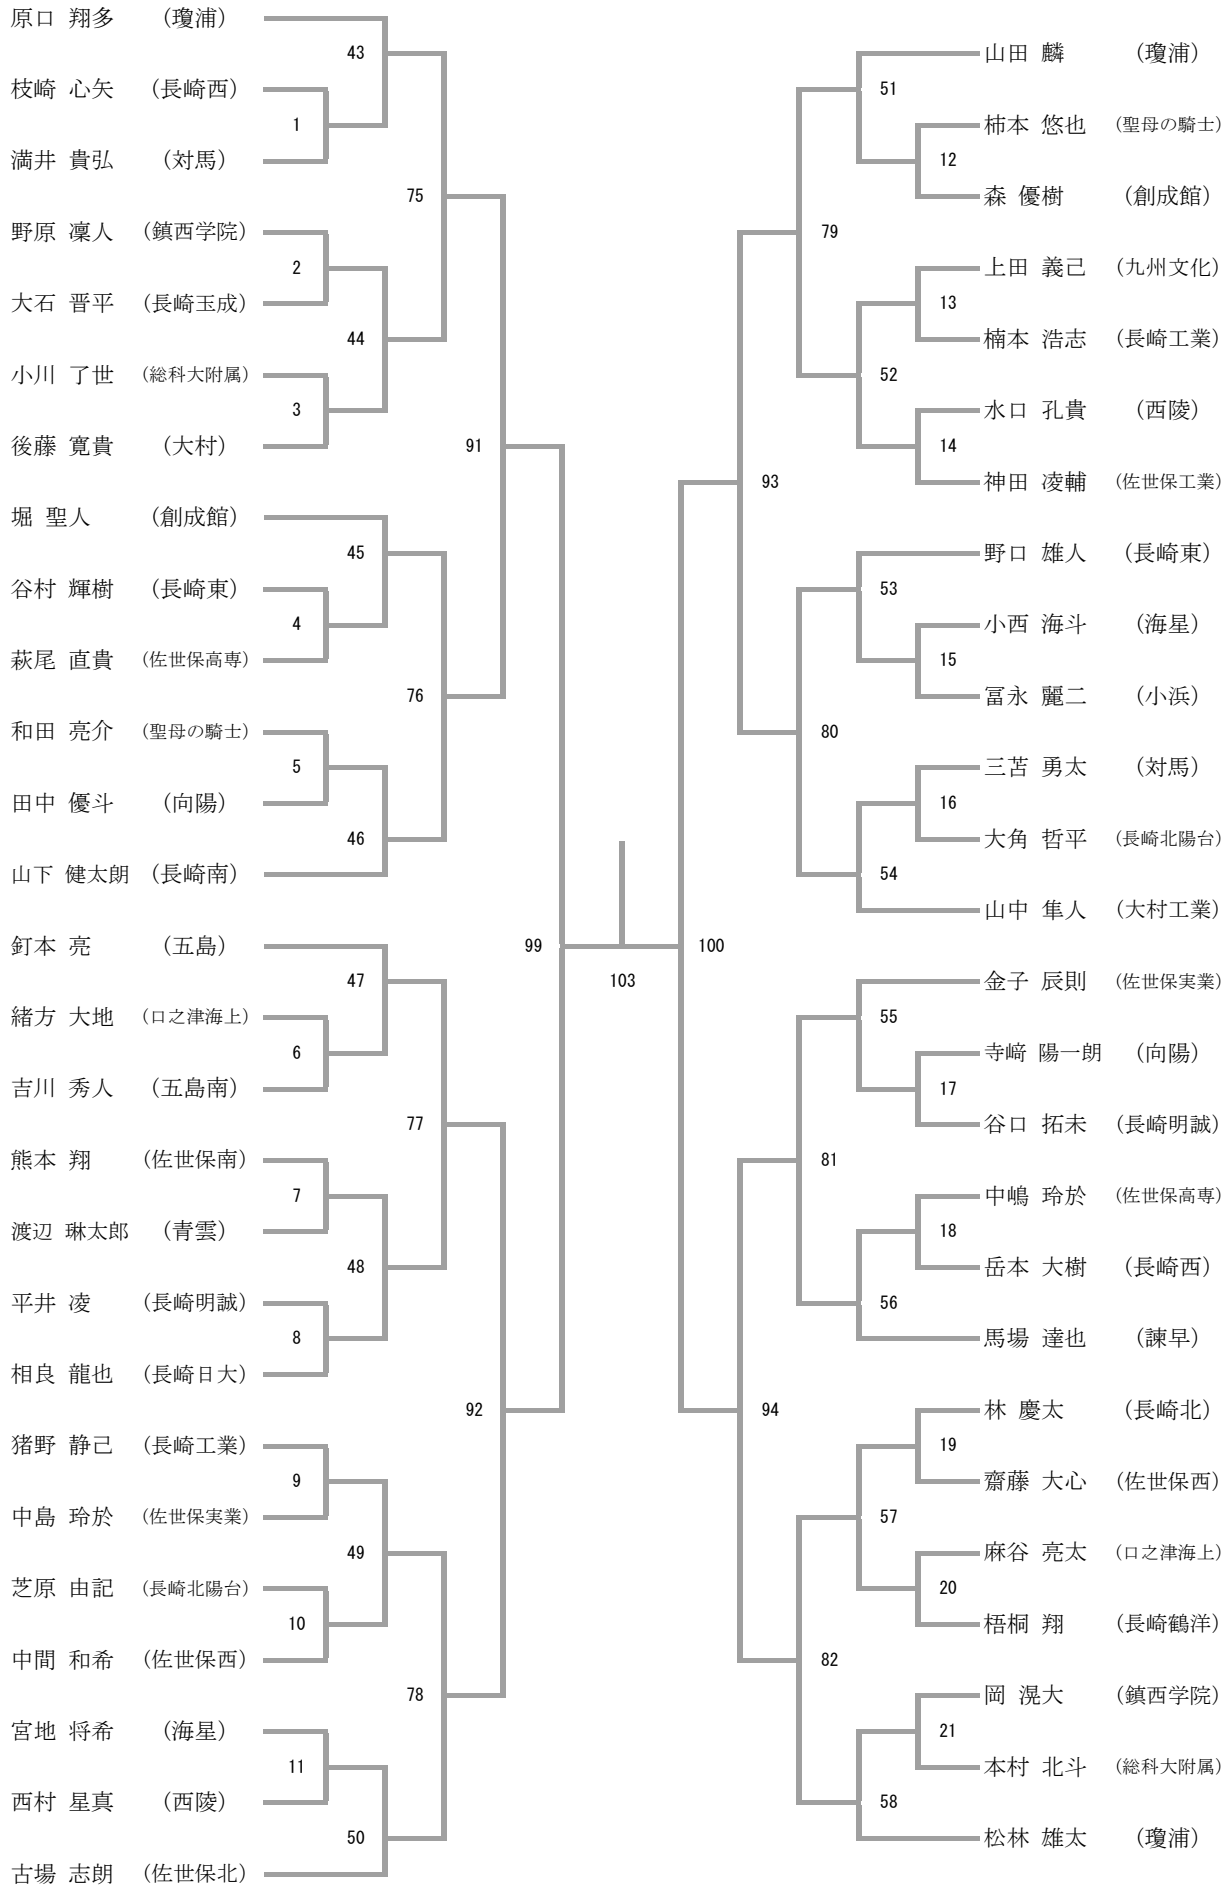 原口 翔多 (瓊浦)
43
枝崎 心矢 (長崎西)
1
満井 貴弘 (対馬)
75
野原 凜人 (鎮西学院)
2
大石 晋平 (長崎玉成)
44
小川 了世 (総科大附属)
3
後藤 寛貴 (大村)
91
堀 聖人 (創成館)
45
谷村 輝樹 (長崎東)
4
萩尾 直貴 (佐世保高専)
76
和田 亮介 (聖母の騎士)
5
田中 優斗 (向陽)
46
山下 健太朗 (長崎南)
99
釘本 亮 (五島)
47
緒方 大地 (口之津海上)
6
吉川 秀人 (五島南)
77
熊本 翔 (佐世保南)
7
渡辺 琳太郎 (青雲)
48
平井 凌 (長崎明誠)
8
相良 龍也 (長崎日大)
92
猪野 静己 (長崎工業)
9
中島 玲於 (佐世保実業)
49
芝原 由記 (長崎北陽台)
10
中間 和希 (佐世保西)
78
宮地 将希 (海星)
11
西村 星真 (西陵)
50
古場 志朗 (佐世保北)
103
山田 麟 (瓊浦)
51
柿本 悠也 (聖母の騎士)
12
森 優樹 (創成館)
79
上田 義己 (九州文化)
13
楠本 浩志 (長崎工業)
52
水口 孔貴 (西陵)
14
神田 凌輔 (佐世保工業)
93
野口 雄人 (長崎東)
53
小西 海斗 (海星)
15
冨永 麗二 (小浜)
80
三苫 勇太 (対馬)
16
大角 哲平 (長崎北陽台)
54
山中 隼人 (大村工業)
100
金子 辰則 (佐世保実業)
55
寺﨑 陽一朗 (向陽)
17
谷口 拓未 (長崎明誠)
81
中嶋 玲於 (佐世保高専)
18
岳本 大樹 (長崎西)
56
馬場 達也 (諫早)
94
林 慶太 (長崎北)
19
齋藤 大心 (佐世保西)
57
麻谷 亮太 (口之津海上)
20
梧桐 翔 (長崎鶴洋)
82
岡 滉大 (鎮西学院)
21
本村 北斗 (総科大附属)
58
松林 雄太 (瓊浦)